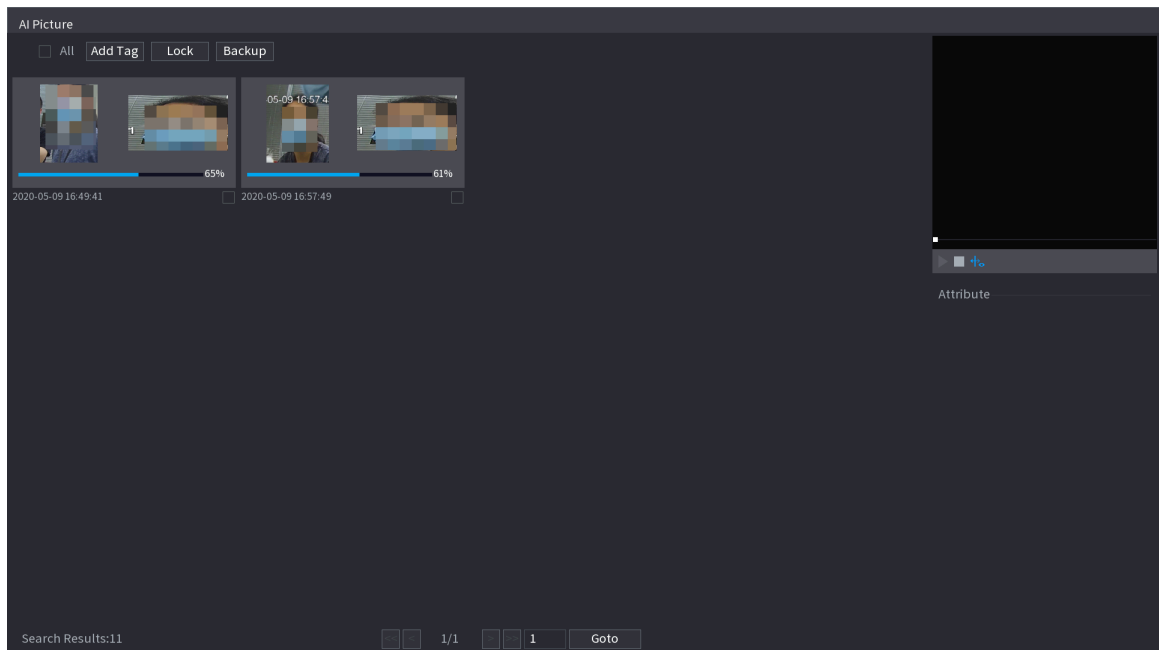 AI Picture
All Add Tag Lock Backup
05-09 16:57:4
65% 61%
2020-05-09 16:49:41 2020-05-09 16:57:49
Attribute
Search Results:11 << < 1/1 > >> 1 Goto